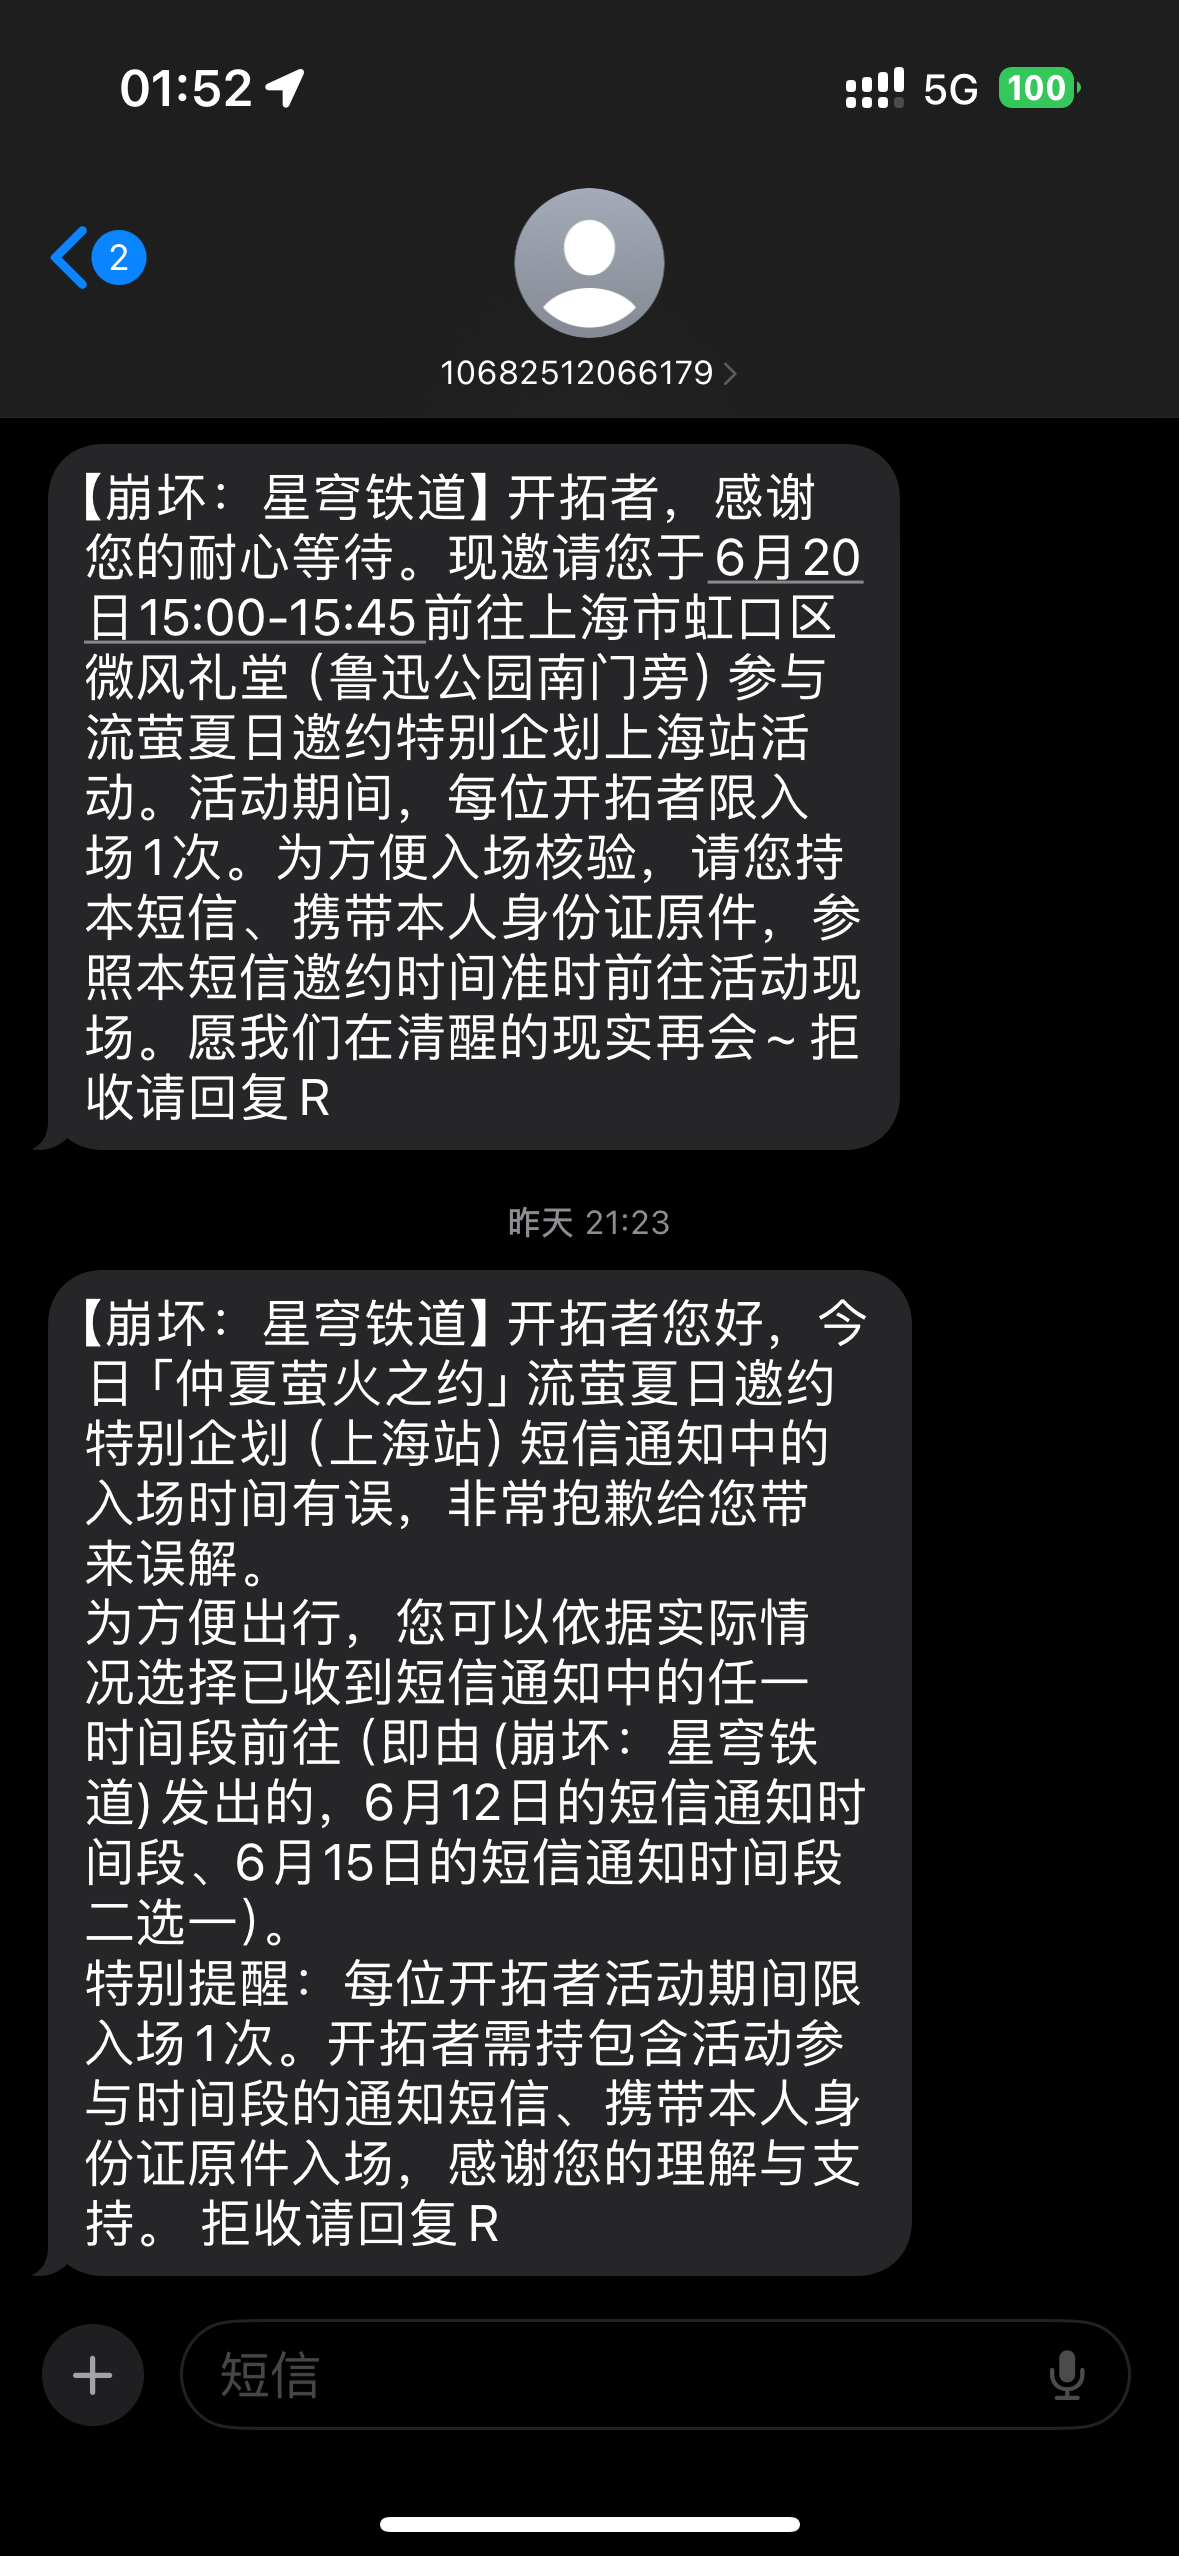 01:52
5G
100
2
10682512066179
【崩坏：星穹铁道】开拓者，感谢
您的耐心等待。现邀请您于6月20
日15:00-15:45前往上海市虹口区
微风礼堂（鲁迅公园南门旁）参与
流萤夏日邀约特别企划上海站活
动。活动期间，每位开拓者限入
场1次。为方便入场核验，请您持
本短信、携带本人身份证原件，参
照本短信邀约时间准时前往活动现
场。愿我们在清醒的现实再会~ 拒
收请回复R
昨天 21:23
【崩坏：星穹铁道】开拓者您好，今
日「仲夏萤火之约」流萤夏日邀约
特别企划（上海站）短信通知中的
入场时间有误，非常抱歉给您带
来误解。
为方便出行，您可以依据实际情
况选择已收到短信通知中的任一
时间段前往（即由(崩坏：星穹铁
道)发出的，6月12日的短信通知时
间段、6月15日的短信通知时间段
二选一)。
特别提醒：每位开拓者活动期间限
入场1次。开拓者需持包含活动参
与时间段的通知短信、携带本人身
份证原件入场，感谢您的理解与支
持。 拒收请回复R
短信